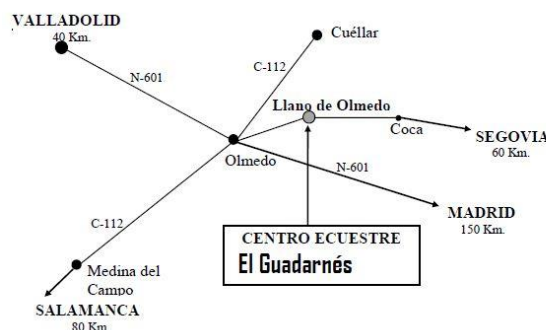 VALLADOLID
40 Km.
Cuéllar
C-112
N-601
Llano de Olmedo
Coca
SEGOVIA
60 Km.
Olmedo
N-601
MADRID
150 Km.
C-112
CENTRO ECUESTRE
El Guadarnés
Medina del
Campo
SALAMANCA
80 Km.